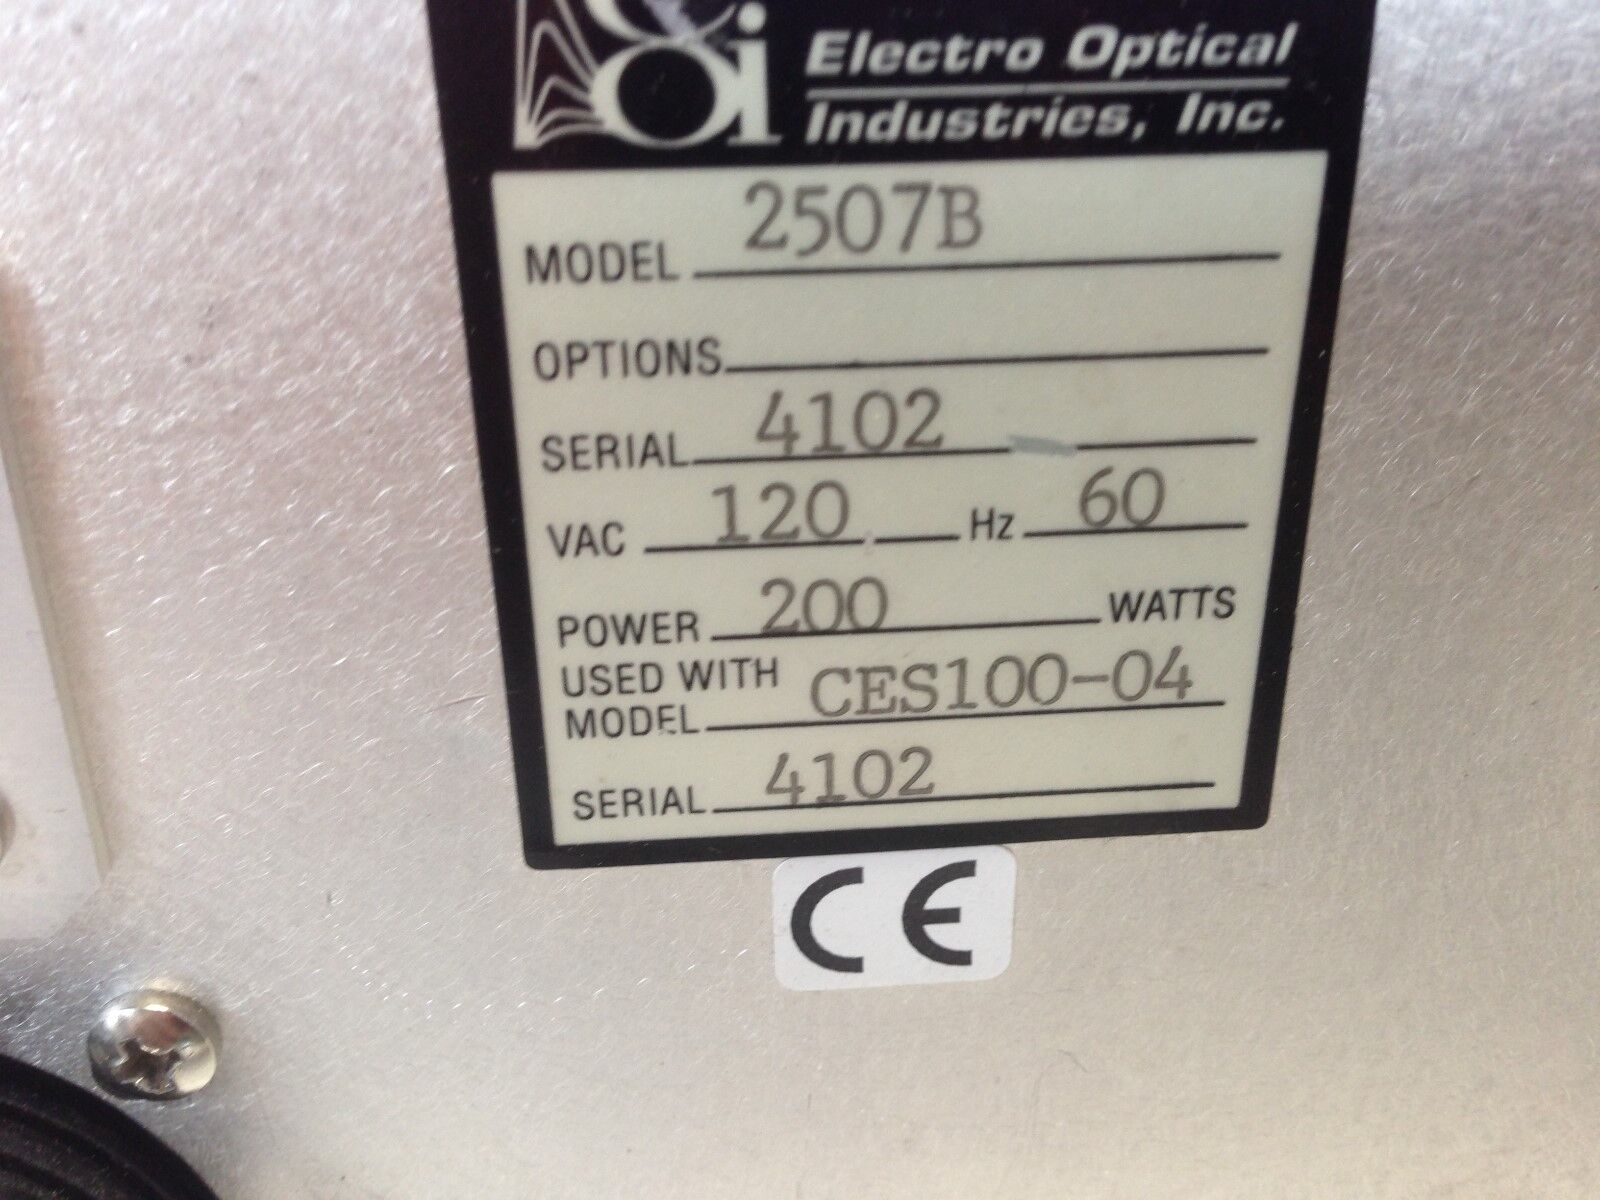 eoi Electro Optical
Industries, Inc.
MODEL 2507B
OPTIONS
SERIAL 4102
VAC 120 Hz 60
POWER 200 WATTS
USED WITH
MODEL CES100-04
SERIAL 4102
CE